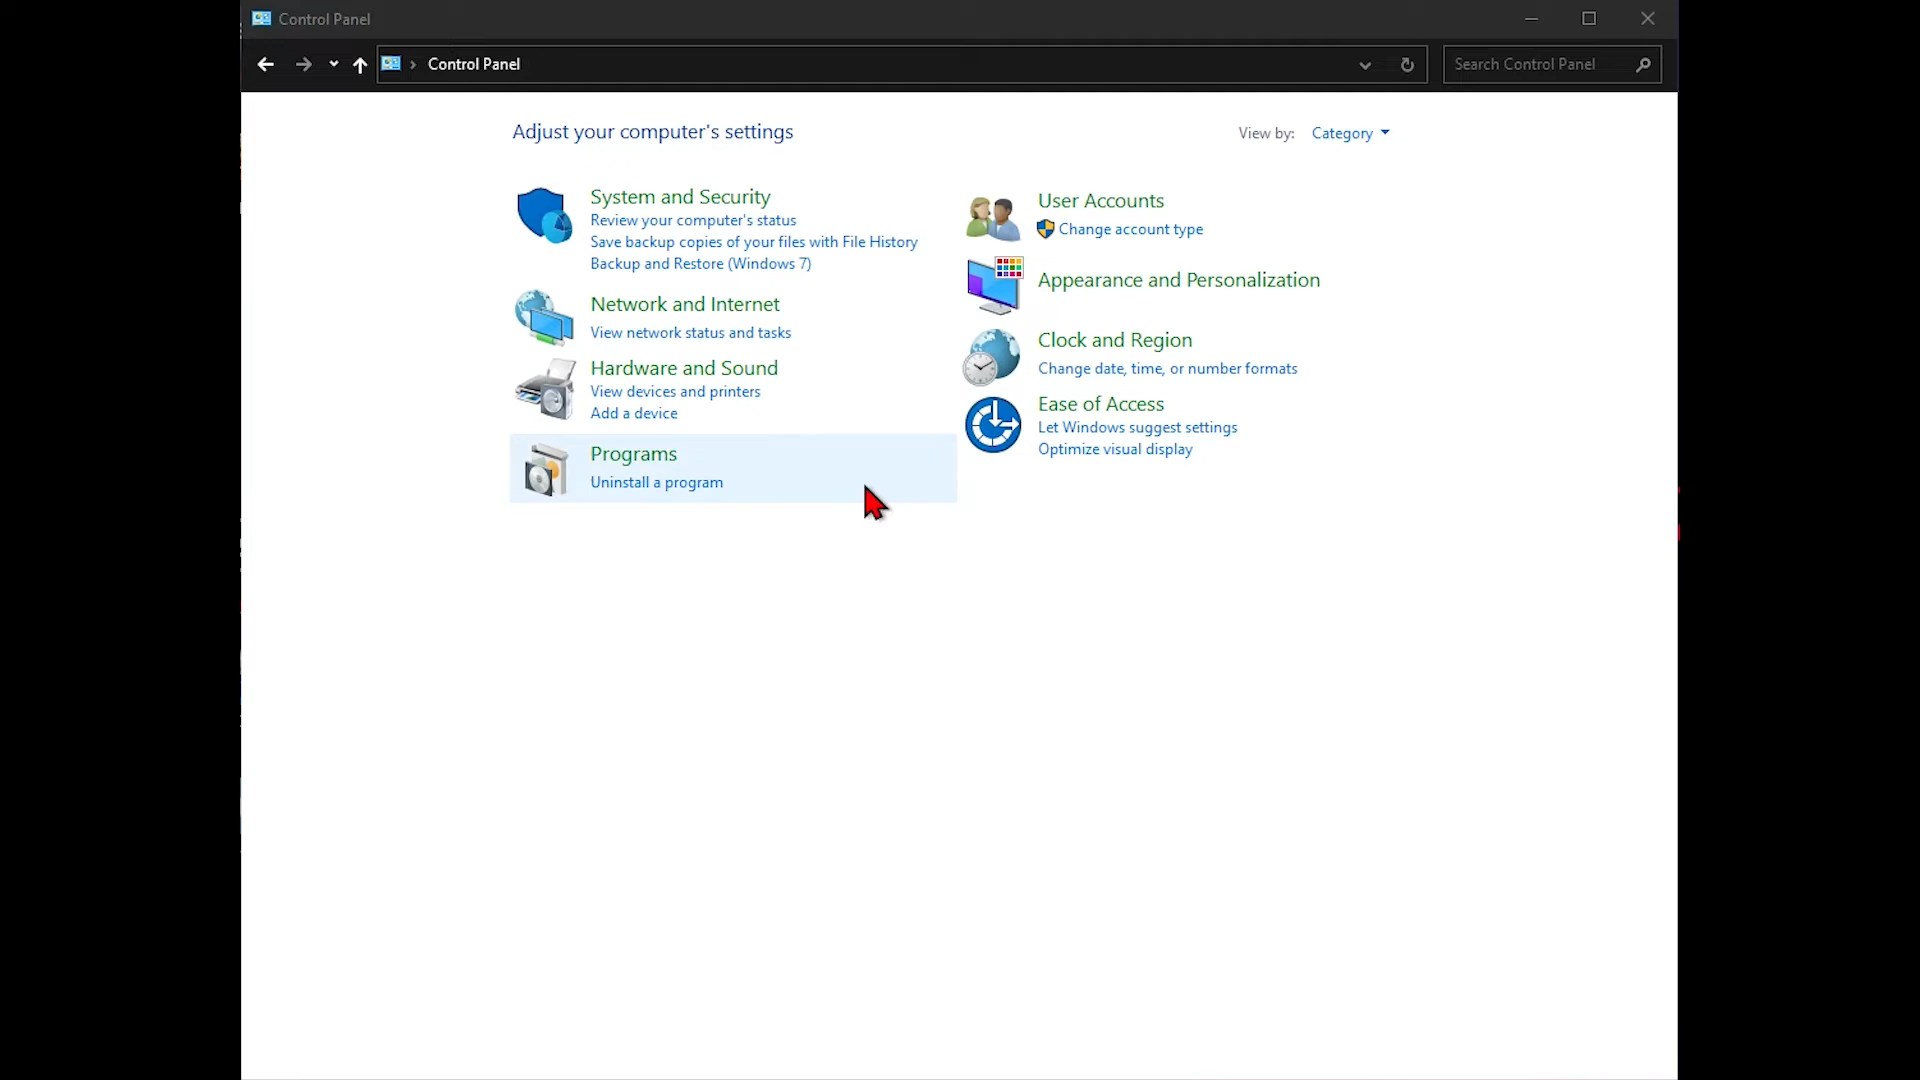 Control Panel
Control Panel
Search Control Panel
Adjust your computer's settings
View by: Category
System and Security
Review your computer's status
Save backup copies of your files with File History
Backup and Restore (Windows 7)
Network and Internet
View network status and tasks
Hardware and Sound
View devices and printers
Add a device
Programs
Uninstall a program
User Accounts
Change account type
Appearance and Personalization
Clock and Region
Change date, time, or number formats
Ease of Access
Let Windows suggest settings
Optimize visual display